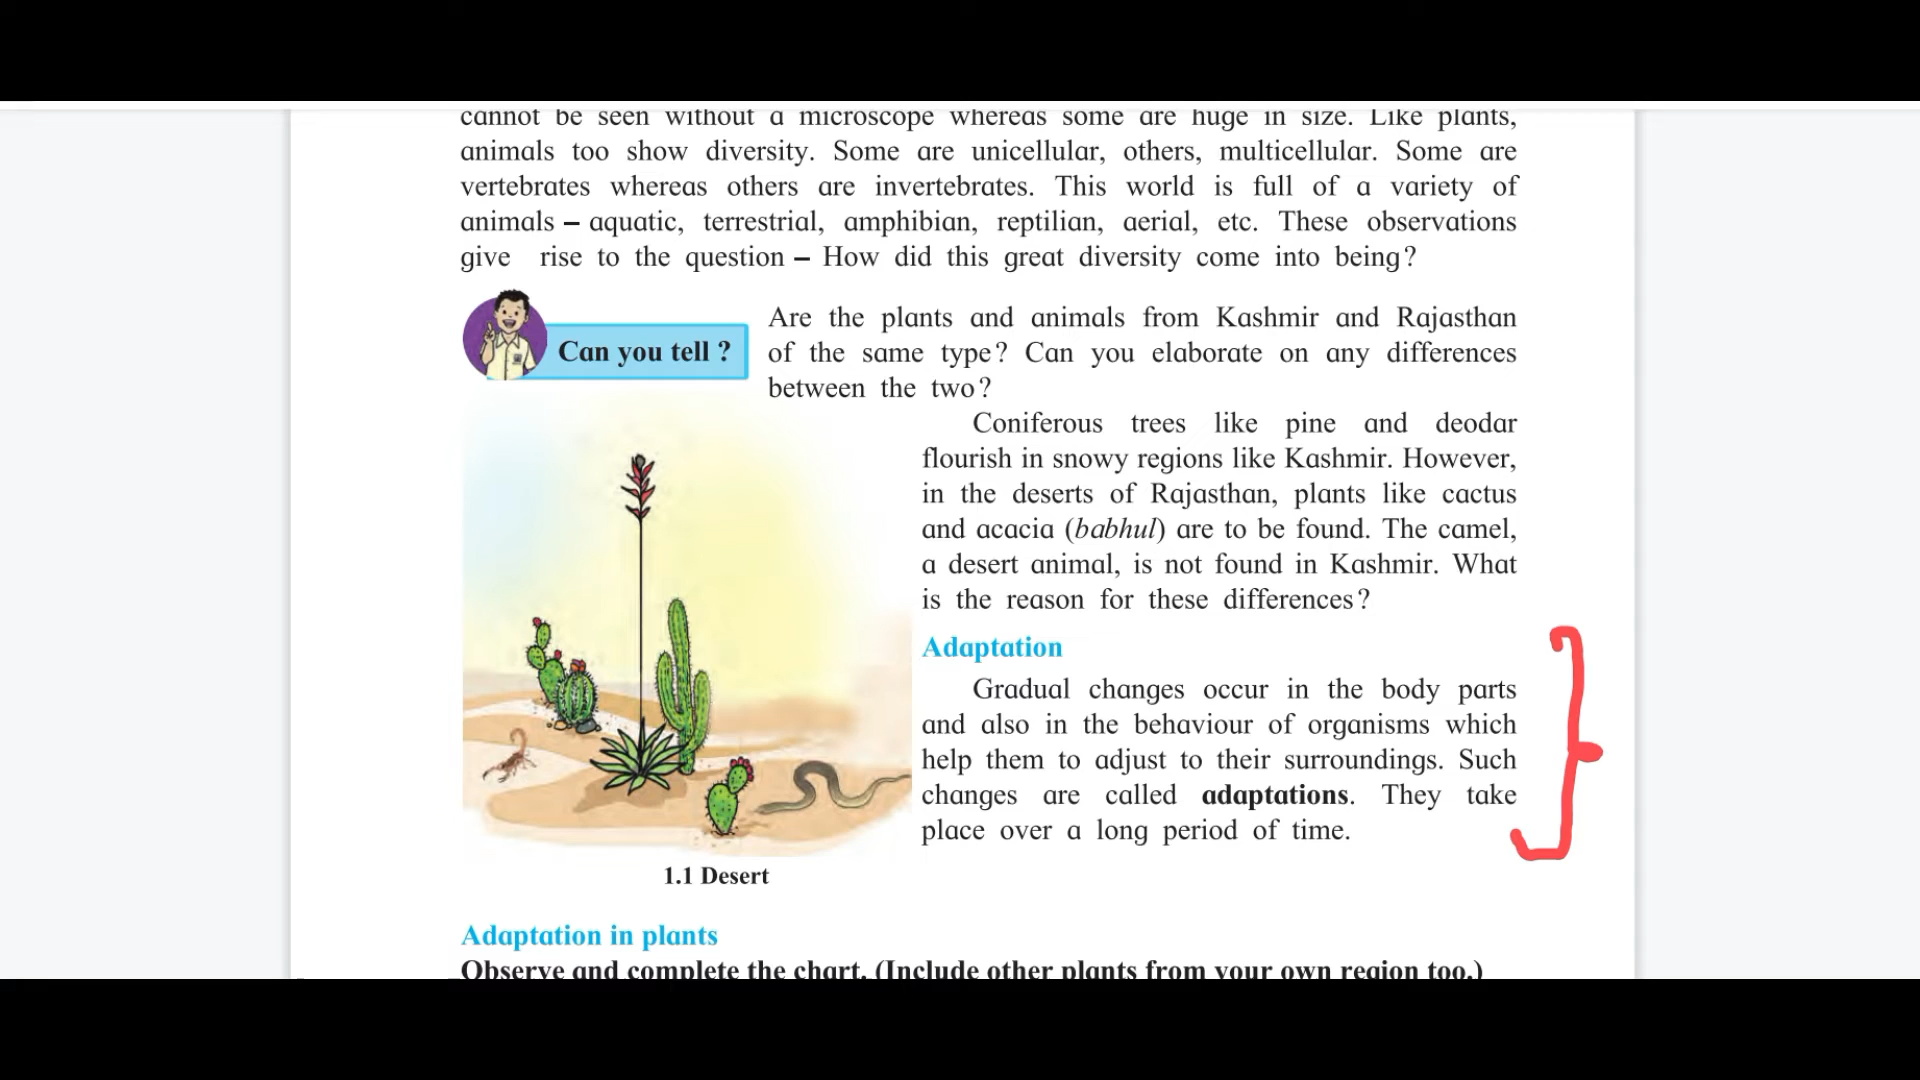 cannot be seen without a microscope whereas some are huge in size. Like plants,
animals too show diversity. Some are unicellular, others, multicellular. Some are
vertebrates whereas others are invertebrates. This world is full of a variety of
animals – aquatic, terrestrial, amphibian, reptilian, aerial, etc. These observations
give rise to the question – How did this great diversity come into being?
Can you tell ?
Are the plants and animals from Kashmir and Rajasthan
of the same type? Can you elaborate on any differences
between the two?
Coniferous trees like pine and deodar
flourish in snowy regions like Kashmir. However,
in the deserts of Rajasthan, plants like cactus
and acacia (babhul) are to be found. The camel,
a desert animal, is not found in Kashmir. What
is the reason for these differences?
Adaptation
Gradual changes occur in the body parts
and also in the behaviour of organisms which
help them to adjust to their surroundings. Such
changes are called adaptations. They take
place over a long period of time.
1.1 Desert
Adaptation in plants
Observe and complete the chart. (Include other plants from your own region too.)